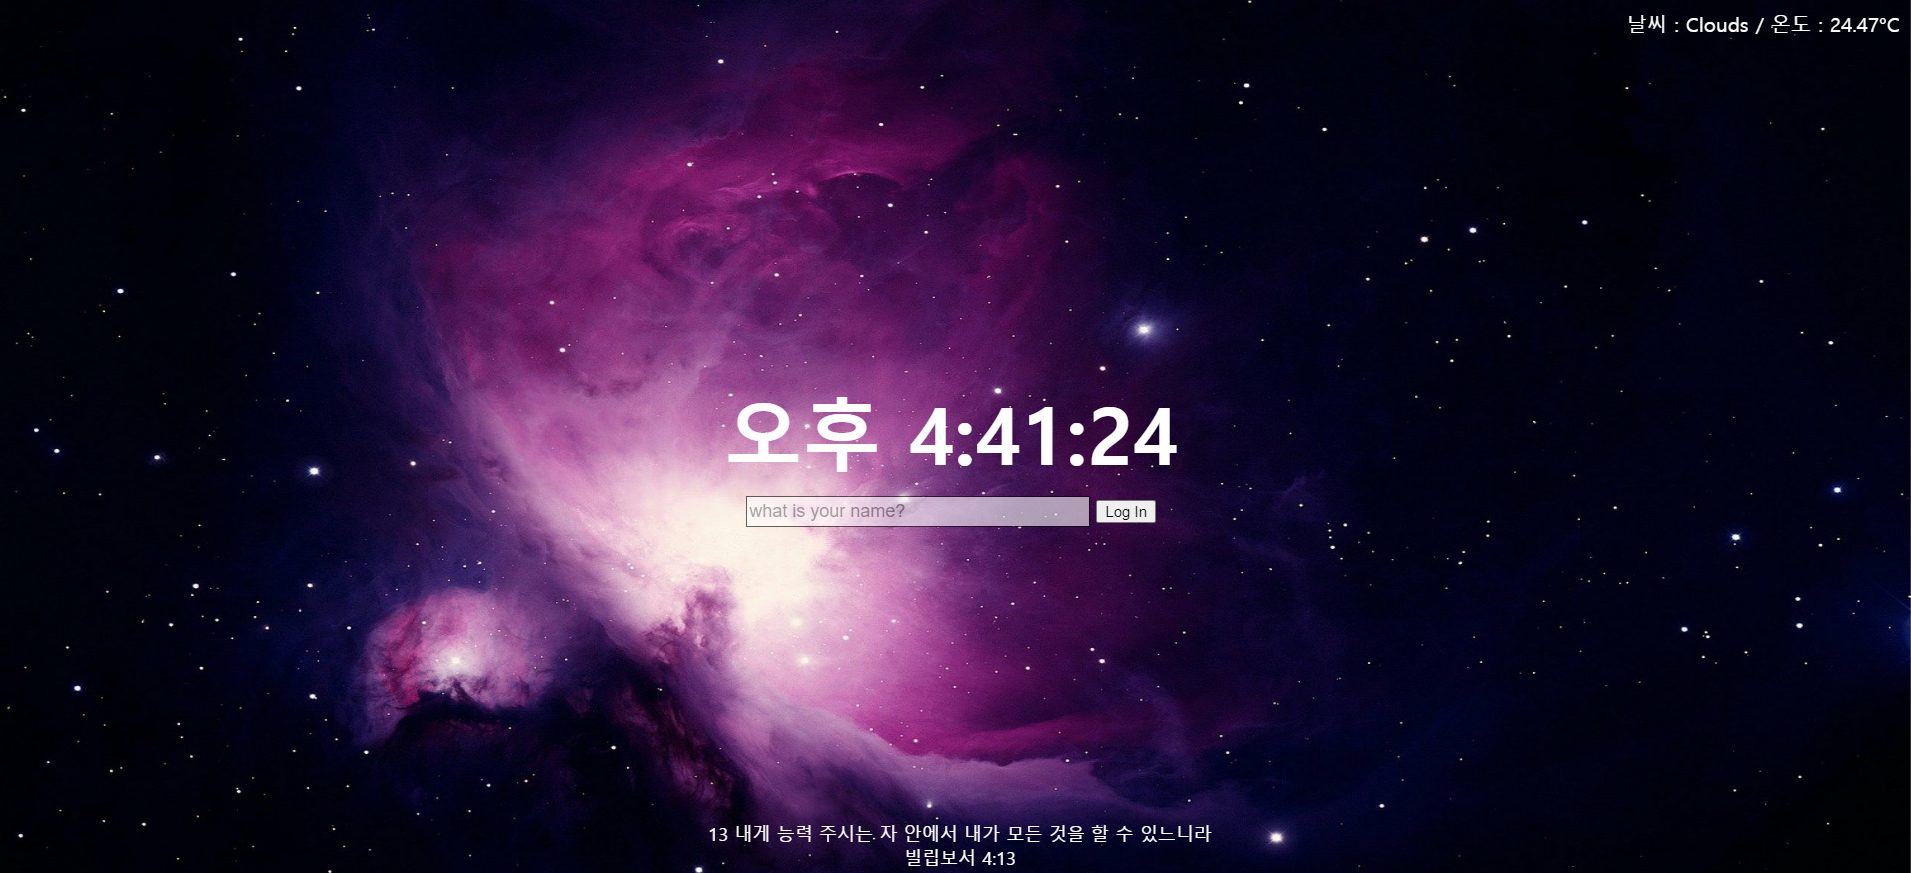 날씨 : Clouds / 온도 : 24.47°C
오후 4:41:24
what is your name?
Log In
13 내게 능력 주시는 자 안에서 내가 모든 것을 할 수 있느니라
빌립보서 4:13